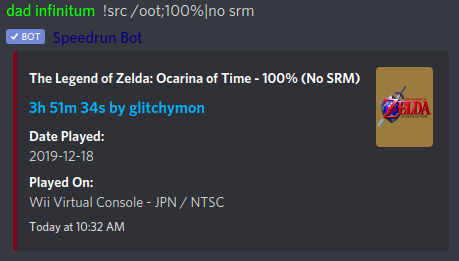 dad infinitum !src /oot;100%|no srm
✓ BOT Speedrun Bot
The Legend of Zelda: Ocarina of Time - 100% (No SRM)
3h 51m 34s by glitchymon
ZELDA
Date Played:
2019-12-18
Played On:
Wii Virtual Console - JPN / NTSC
Today at 10:32 AM